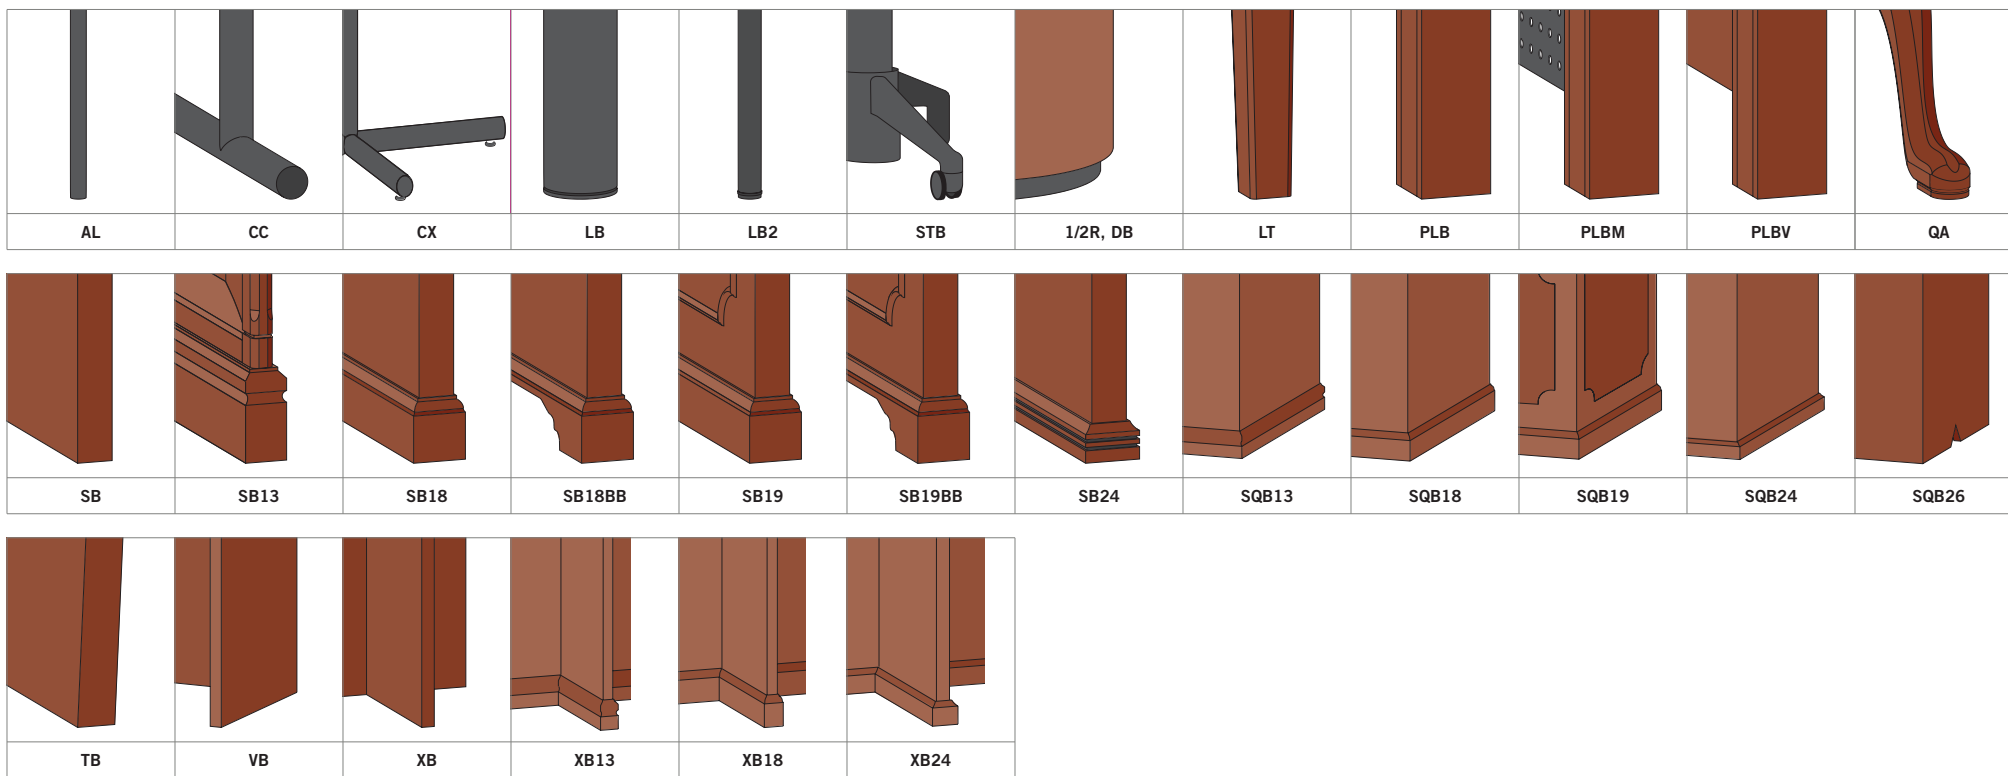 AL CC CX LB LB2 STB 1/2R, DB LT PLB PLBM PLBV QA
SB SB13 SB18 SB18BB SB19 SB19BB SB24 SQB13 SQB18 SQB19 SQB24 SQB26
TB VB XB XB13 XB18 XB24